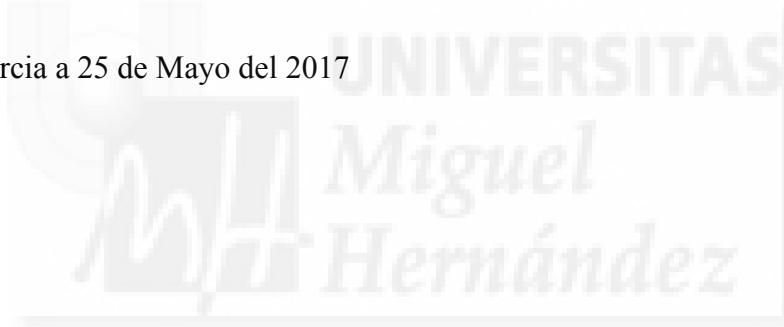 rcia a 25 de Mayo del 2017
UNIVERSITAS
Miguel
Hernández